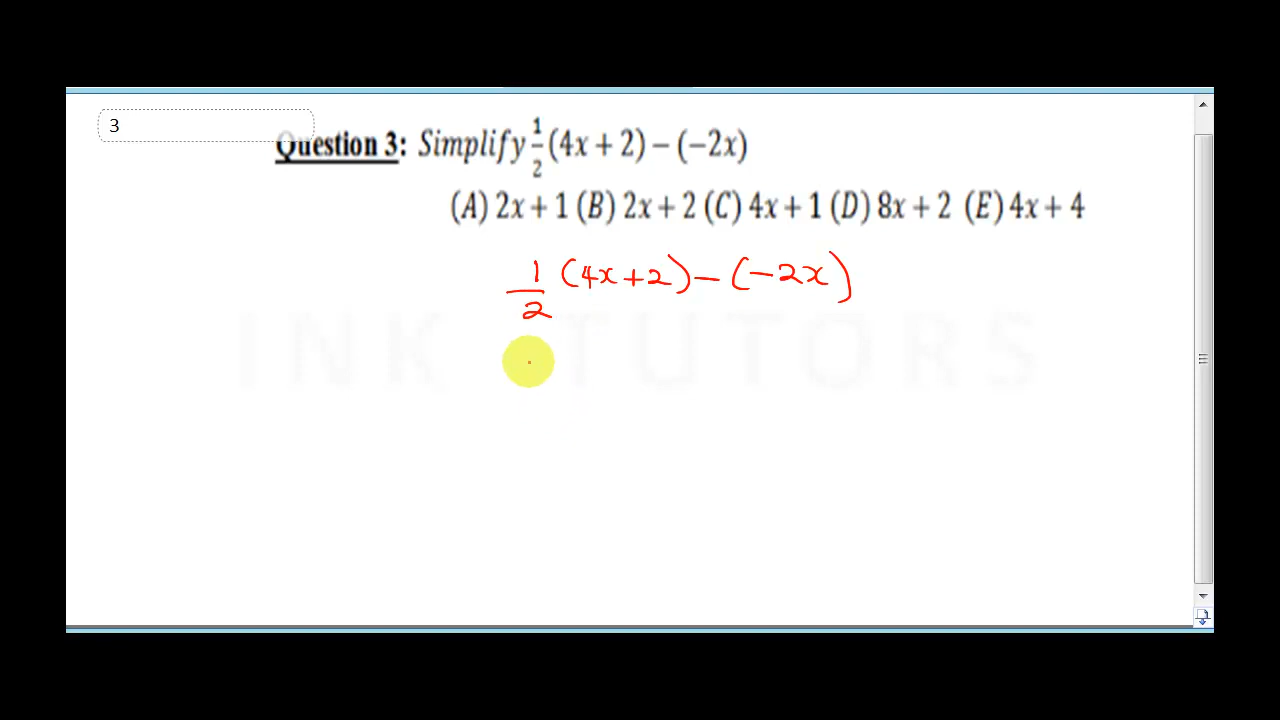 3
Question 3: Simplify 1/2 (4x + 2) − (−2x)
(A) 2x + 1 (B) 2x + 2 (C) 4x + 1 (D) 8x + 2 (E) 4x + 4
1/2 (4x+2) − (−2x)
INK TUTORS